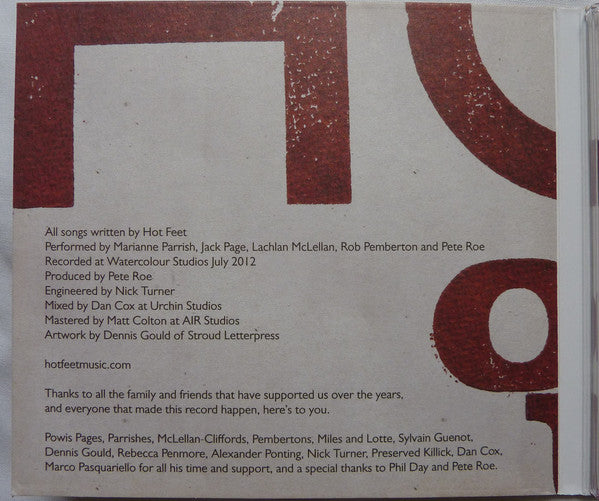 All songs written by Hot Feet
Performed by Marianne Parrish, Jack Page, Lachlan McLellan, Rob Pemberton and Pete Roe
Recorded at Watercolour Studios July 2012
Produced by Pete Roe
Engineered by Nick Turner
Mixed by Dan Cox at Urchin Studios
Mastered by Matt Colton at AIR Studios
Artwork by Dennis Gould of Stroud Letterpress
hotfeetmusic.com
Thanks to all the family and friends that have supported us over the years,
and everyone that made this record happen, here's to you.
Powis Pages, Parrishes, McLellan-Cliffords, Pembertons, Miles and Lotte, Sylvain Guenot,
Dennis Gould, Rebecca Penmore, Alexander Ponting, Nick Turner, Preserved Killick, Dan Cox,
Marco Pasquariello for all his time and support, and a special thanks to Phil Day and Pete Roe.